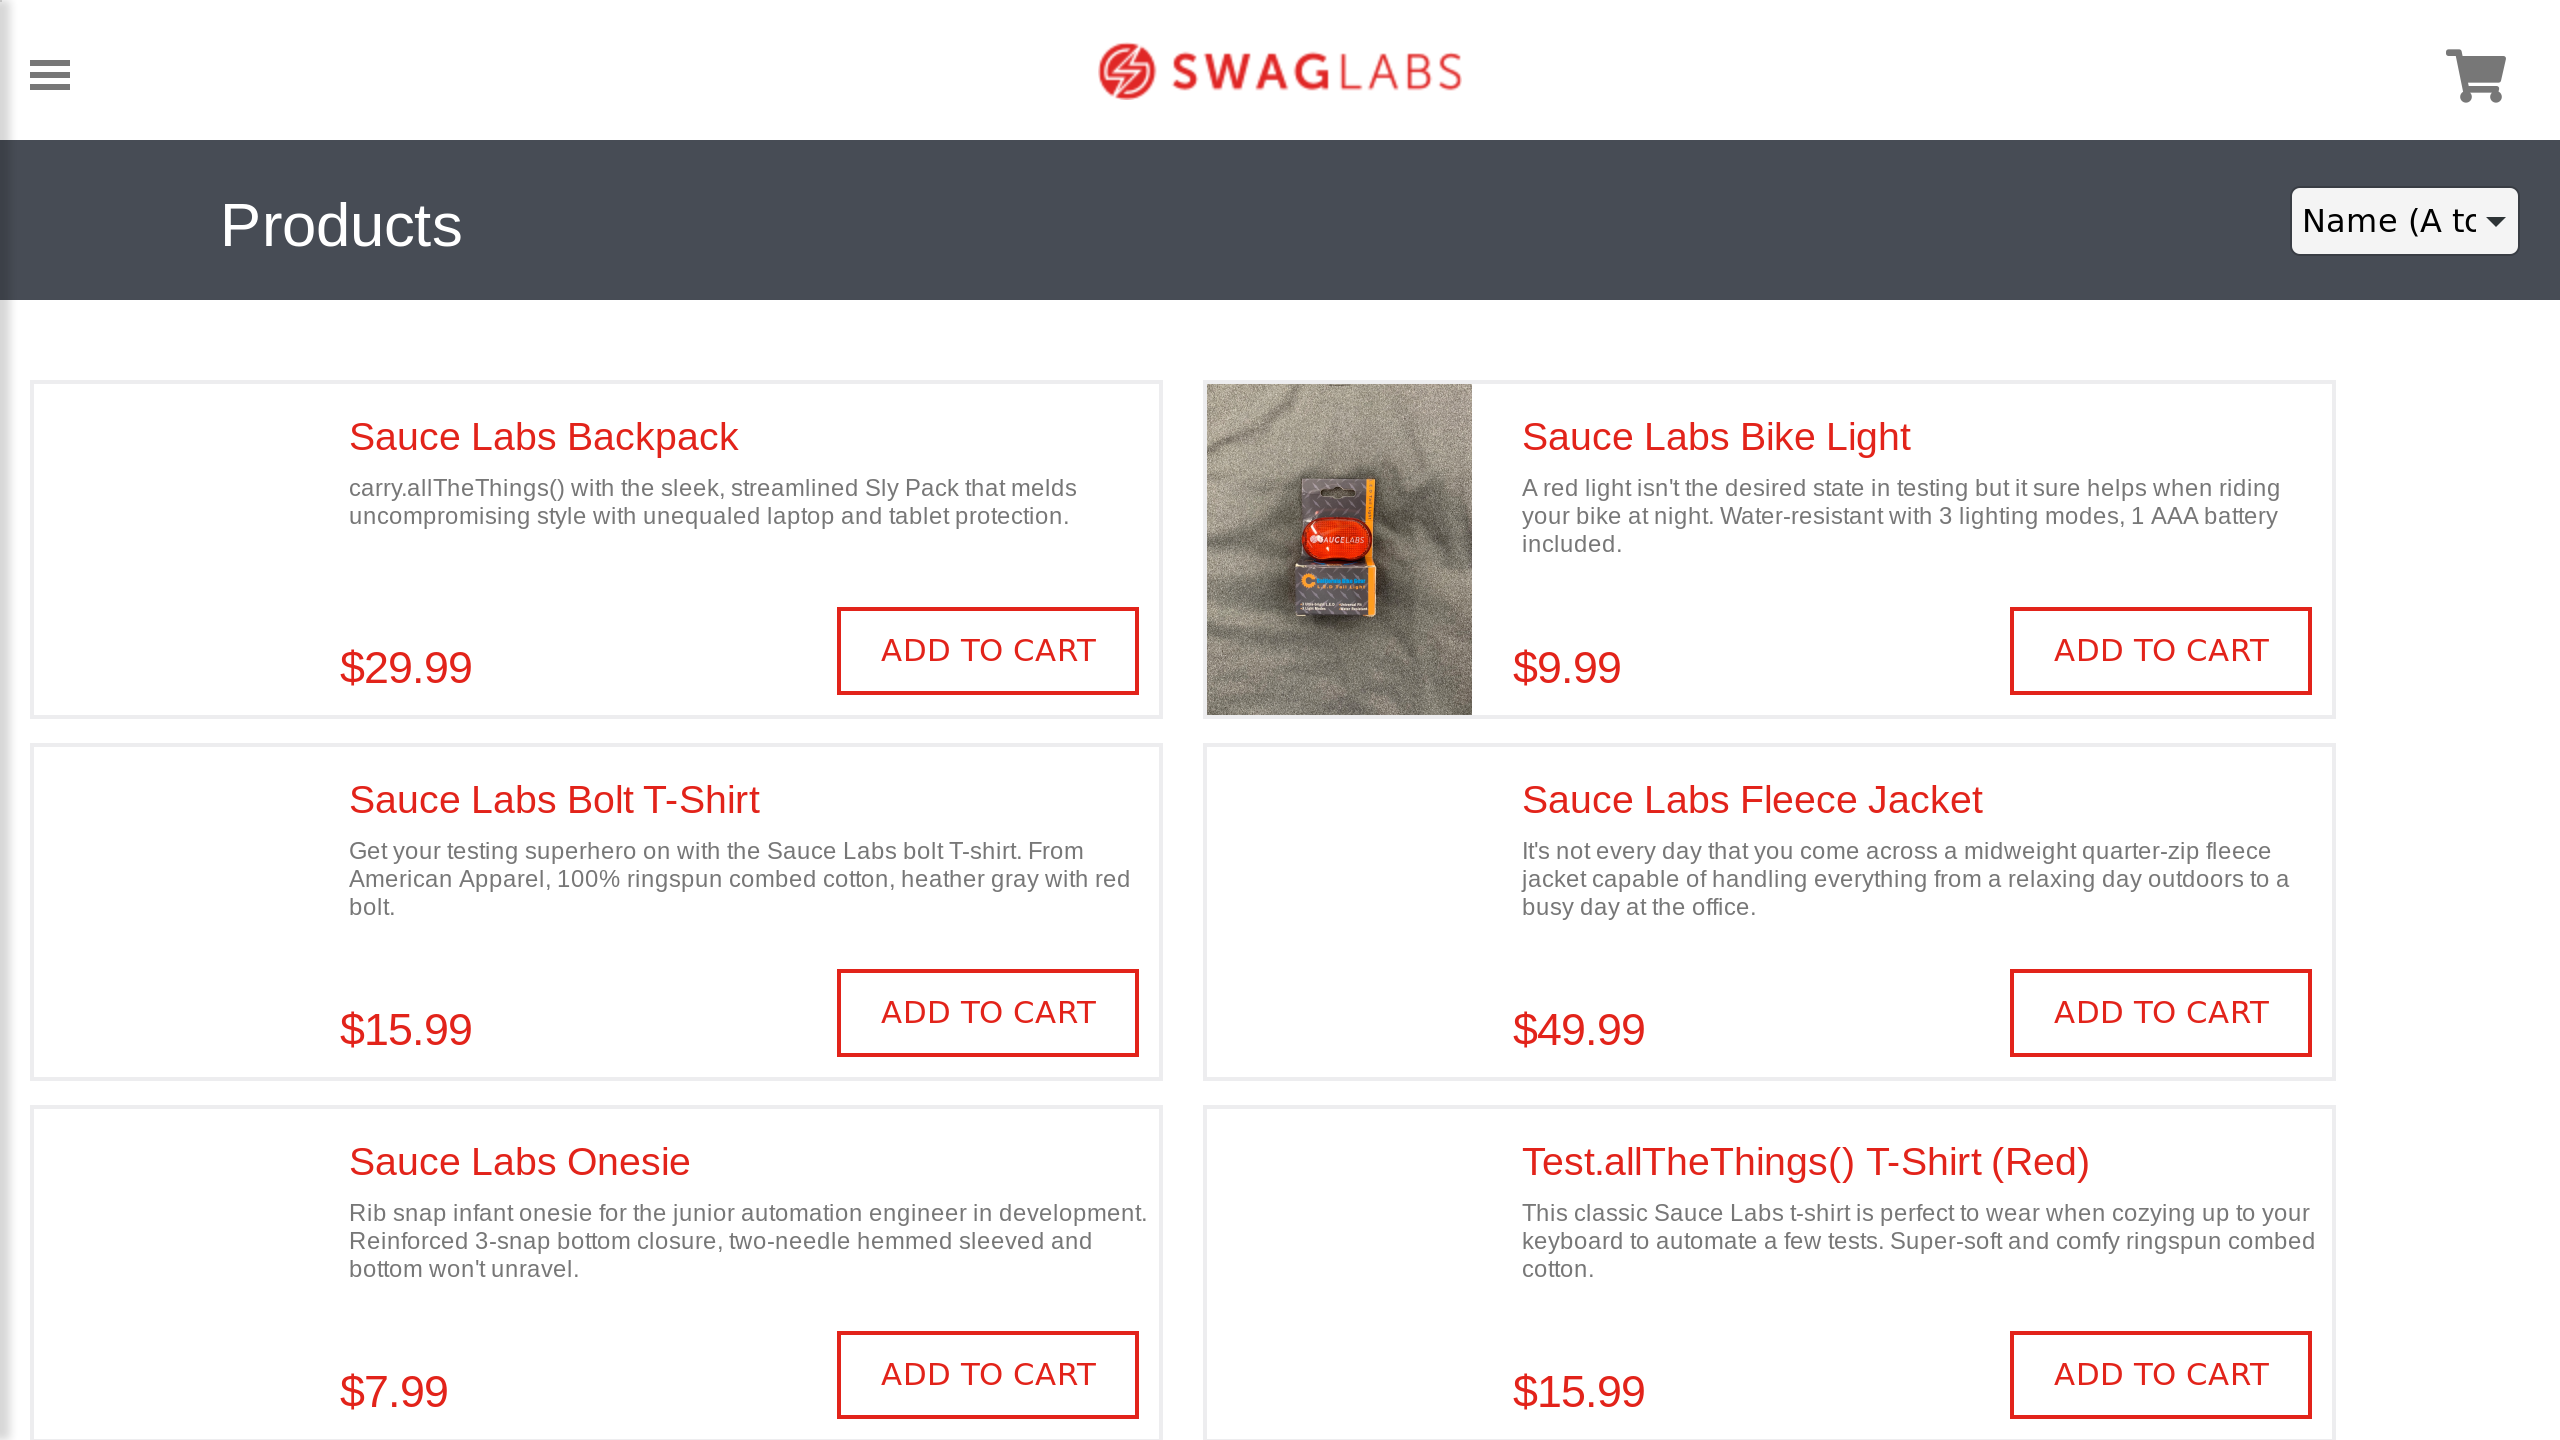 SWAGLABS
Products
Name (A to
Sauce Labs Backpack
carry.allTheThings() with the sleek, streamlined Sly Pack that melds
uncompromising style with unequaled laptop and tablet protection.
$29.99
ADD TO CART
SAUCELABS
Sauce Labs Bike Light
A red light isn't the desired state in testing but it sure helps when riding
your bike at night. Water-resistant with 3 lighting modes, 1 AAA battery
included.
$9.99
ADD TO CART
Sauce Labs Bolt T-Shirt
Get your testing superhero on with the Sauce Labs bolt T-shirt. From
American Apparel, 100% ringspun combed cotton, heather gray with red
bolt.
$15.99
ADD TO CART
Sauce Labs Fleece Jacket
It's not every day that you come across a midweight quarter-zip fleece
jacket capable of handling everything from a relaxing day outdoors to a
busy day at the office.
$49.99
ADD TO CART
Sauce Labs Onesie
Rib snap infant onesie for the junior automation engineer in development.
Reinforced 3-snap bottom closure, two-needle hemmed sleeved and
bottom won't unravel.
$7.99
ADD TO CART
Test.allTheThings() T-Shirt (Red)
This classic Sauce Labs t-shirt is perfect to wear when cozying up to your
keyboard to automate a few tests. Super-soft and comfy ringspun combed
cotton.
$15.99
ADD TO CART